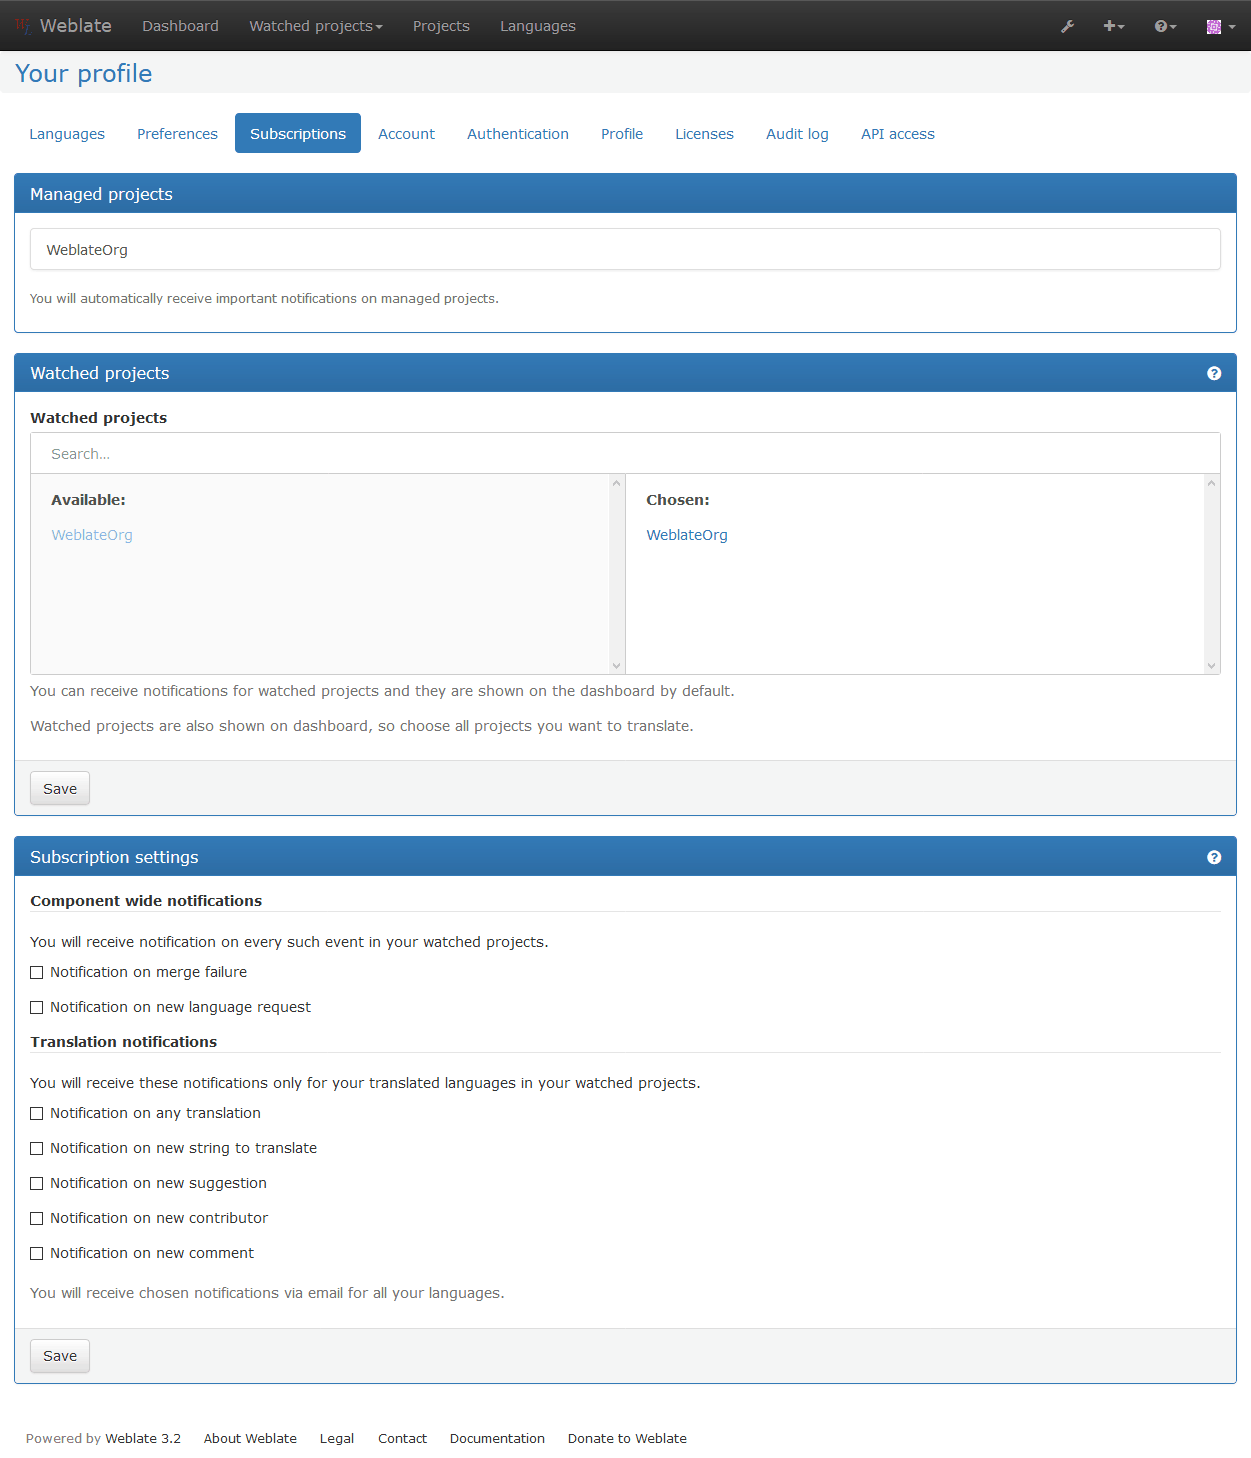 Weblate Dashboard Watched projects Projects Languages
Your profile
Languages Preferences Subscriptions Account Authentication Profile Licenses Audit log API access
Managed projects
WeblateOrg
You will automatically receive important notifications on managed projects.
Watched projects
Watched projects
Search...
Available: Chosen:
WeblateOrg WeblateOrg
You can receive notifications for watched projects and they are shown on the dashboard by default.
Watched projects are also shown on dashboard, so choose all projects you want to translate.
Save
Subscription settings
Component wide notifications
You will receive notification on every such event in your watched projects.
Notification on merge failure
Notification on new language request
Translation notifications
You will receive these notifications only for your translated languages in your watched projects.
Notification on any translation
Notification on new string to translate
Notification on new suggestion
Notification on new contributor
Notification on new comment
You will receive chosen notifications via email for all your languages.
Save
Powered by Weblate 3.2 About Weblate Legal Contact Documentation Donate to Weblate